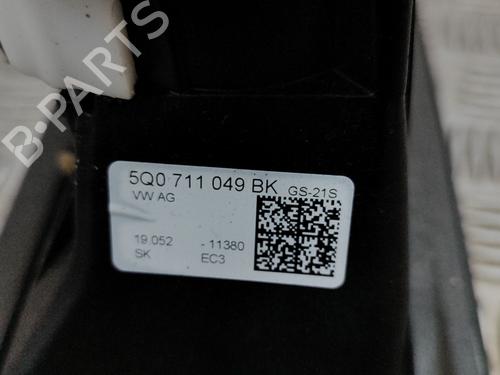 B-PARTS
5Q0 711 049 BK GS-21S
VW AG
19.052 - 11380
SK EC3